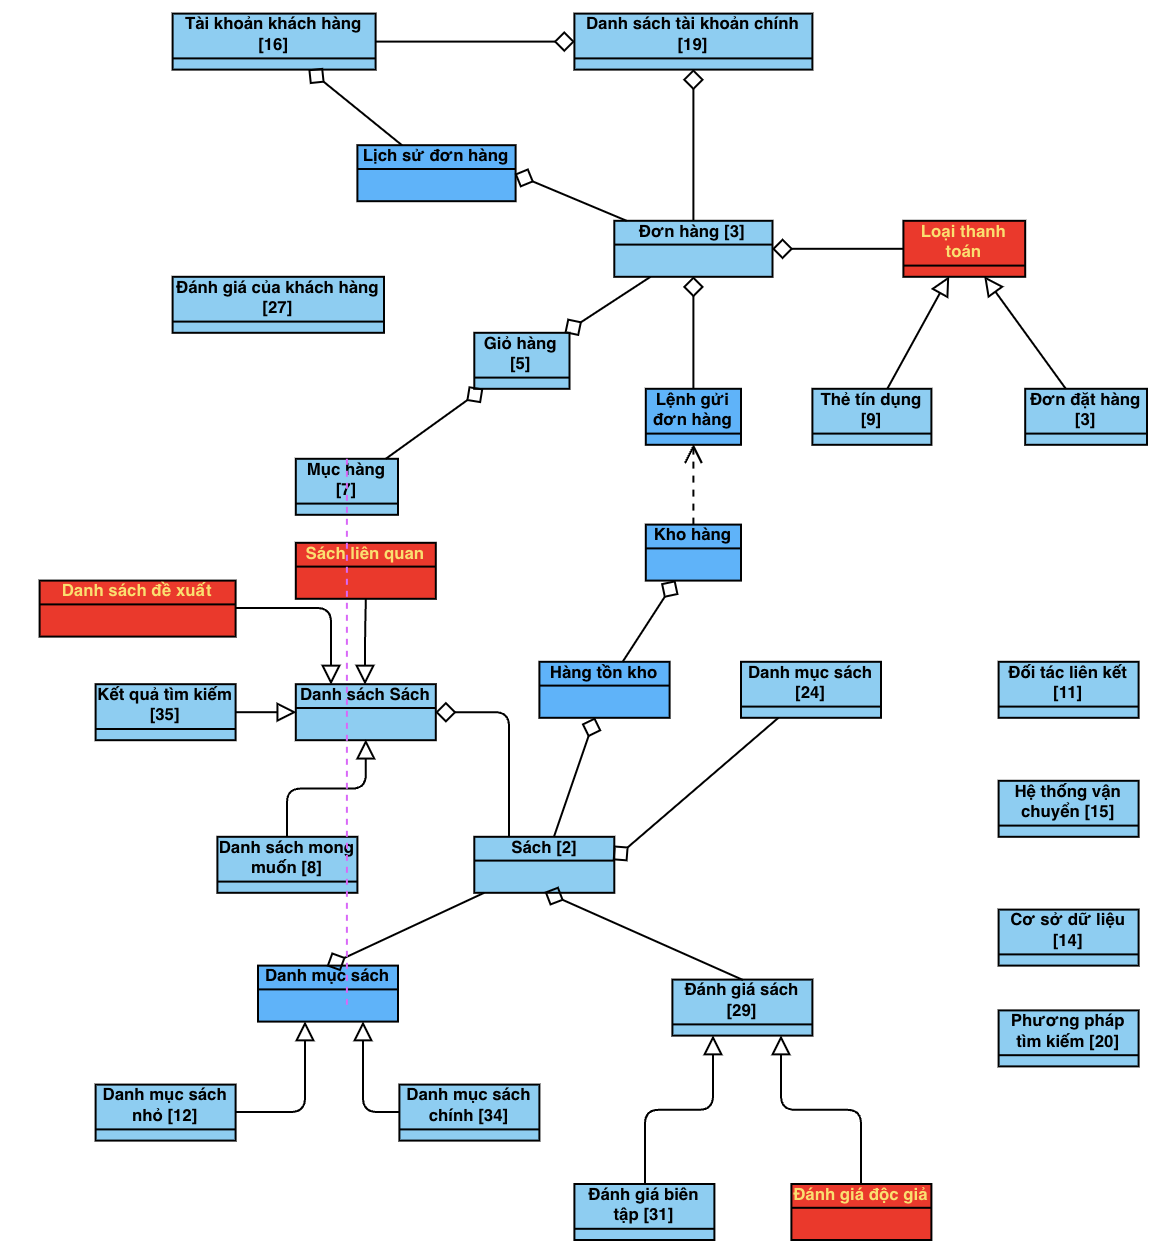 Tài khoản khách hàng
[16]
Danh sách tài khoản chính
[19]
Lịch sử đơn hàng
Đơn hàng [3]
Loại thanh
toán
Đánh giá của khách hàng
[27]
Giỏ hàng
[5]
Lệnh gửi
đơn hàng
Thẻ tín dụng
[9]
Đơn đặt hàng
[3]
Mục hàng
[7]
Kho hàng
Sách liên quan
Danh sách đề xuất
Hàng tồn kho
Danh mục sách
[24]
Đối tác liên kết
[11]
Kết quả tìm kiếm
[35]
Danh sách Sách
Hệ thống vận
chuyển [15]
Danh sách mong
muốn [8]
Sách [2]
Cơ sở dữ liệu
[14]
Danh mục sách
Đánh giá sách
[29]
Phương pháp
tìm kiếm [20]
Danh mục sách
nhỏ [12]
Danh mục sách
chính [34]
Đánh giá biên
tập [31]
Đánh giá độc giả